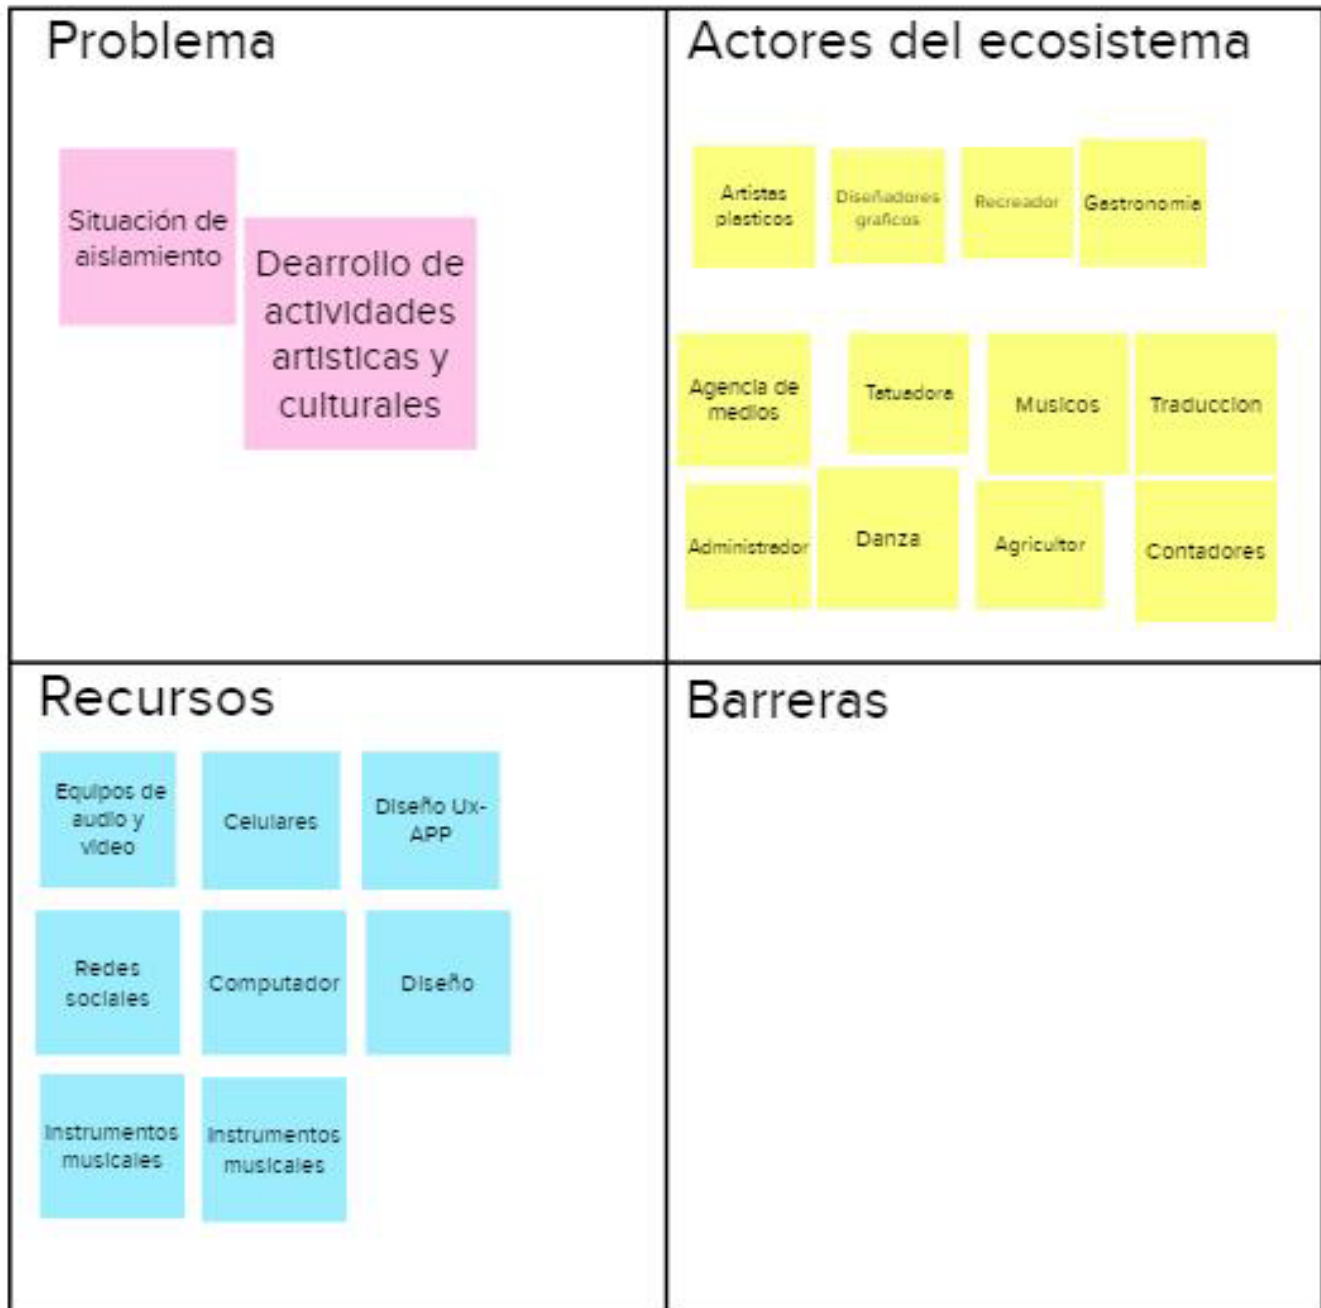 Problema
Situación de
aislamiento
Dearrollo de
actividades
artisticas y
culturales
Actores del ecosistema
Artistas
plasticos
Diseñadores
graficos
Recreador
Gastronomia
Agencia de
medios
Tatuadora
Musicos
Traduccion
Administrador
Danza
Agricultor
Contadores
Recursos
Equipos de
audio y
video
Celulares
Diseño Ux-
APP
Redes
sociales
Computador
Diseño
Instrumentos
musicales
Instrumentos
musicales
Barreras